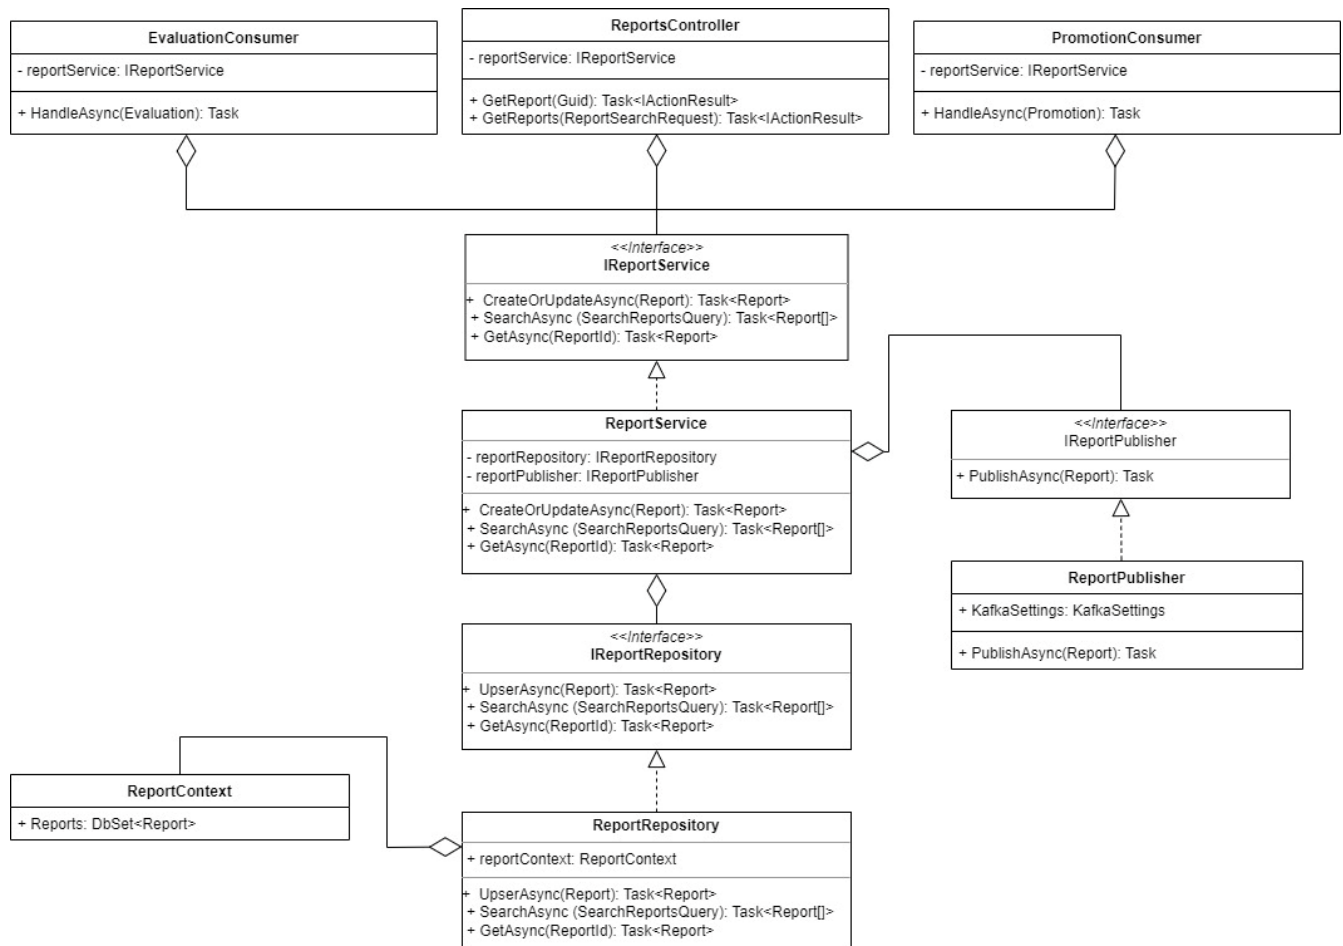 EvaluationConsumer
- reportService: IReportService
+ HandleAsync(Evaluation): Task
ReportsController
- reportService: IReportService
+ GetReport(Guid): Task<IActionResult>
+ GetReports(ReportSearchRequest): Task<IActionResult>
PromotionConsumer
- reportService: IReportService
+ HandleAsync(Promotion): Task
<<Interface>>
IReportService
+ CreateOrUpdateAsync(Report): Task<Report>
+ SearchAsync (SearchReportsQuery): Task<Report[]>
+ GetAsync(ReportId): Task<Report>
ReportService
- reportRepository: IReportRepository
- reportPublisher: IReportPublisher
+ CreateOrUpdateAsync(Report): Task<Report>
+ SearchAsync (SearchReportsQuery): Task<Report[]>
+ GetAsync(ReportId): Task<Report>
<<Interface>>
IReportPublisher
+ PublishAsync(Report): Task
ReportPublisher
+ KafkaSettings: KafkaSettings
+ PublishAsync(Report): Task
<<Interface>>
IReportRepository
+ UpserAsync(Report): Task<Report>
+ SearchAsync (SearchReportsQuery): Task<Report[]>
+ GetAsync(ReportId): Task<Report>
ReportContext
+ Reports: DbSet<Report>
ReportRepository
+ reportContext: ReportContext
+ UpserAsync(Report): Task<Report>
+ SearchAsync (SearchReportsQuery): Task<Report[]>
+ GetAsync(ReportId): Task<Report>